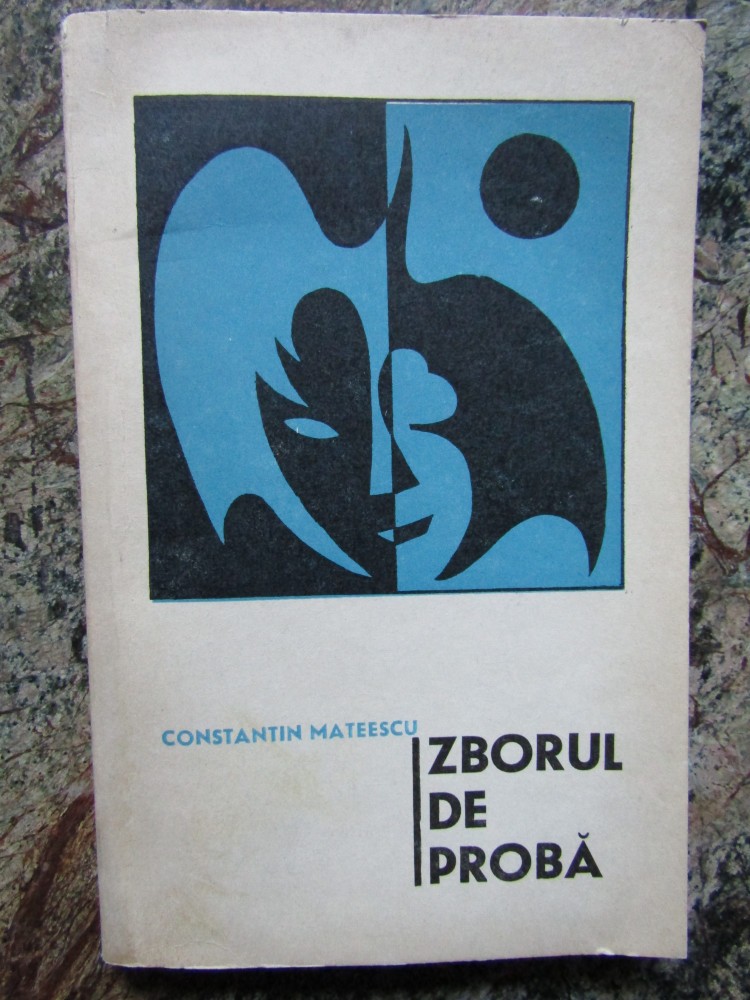 CONSTANTIN MATEESCU
ZBORUL
DE
PROBĂ